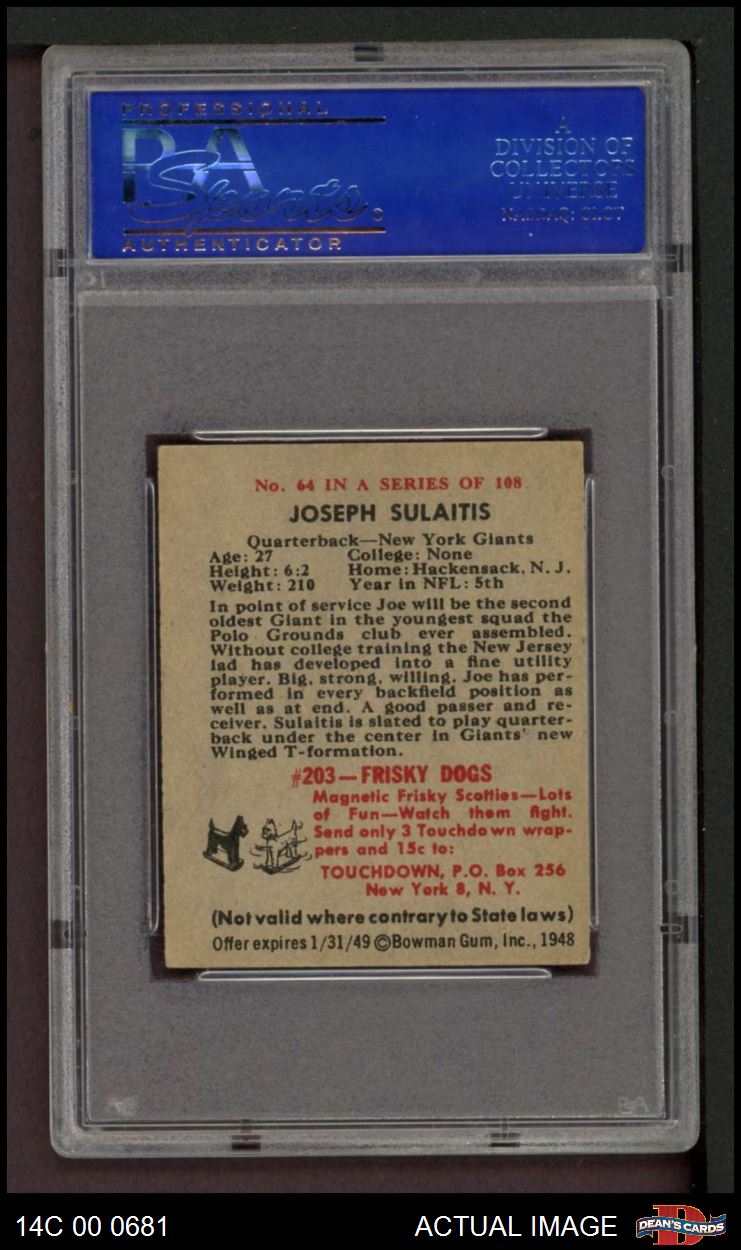 PROFESSIONAL
PSA
Sports
AUTHENTICATOR
A
DIVISION OF
COLLECTORS
UNIVERSE
NASDAQ: CLCT
No. 64 IN A SERIES OF 108
JOSEPH SULAITIS
Quarterback—New York Giants
Age: 27 College: None
Height: 6:2 Home: Hackensack, N. J.
Weight: 210 Year in NFL: 5th
In point of service Joe will be the second
oldest Giant in the youngest squad the
Polo Grounds club ever assembled.
Without college training the New Jersey
lad has developed into a fine utility
player. Big, strong, willing, Joe has per-
formed in every backfield position as
well as at end. A good passer and re-
ceiver, Sulaitis is slated to play quarter-
back under the center in Giants' new
Winged T-formation.
#203—FRISKY DOGS
Magnetic Frisky Scotties—Lots
of Fun—Watch them fight.
Send only 3 Touchdown wrap-
pers and 15c to:
TOUCHDOWN, P.O. Box 256
New York 8, N. Y.
(Not valid where contrary to State laws)
Offer expires 1/31/49 ©Bowman Gum, Inc., 1948
PSA
14C 00 0681 ACTUAL IMAGE DEAN'S CARDS